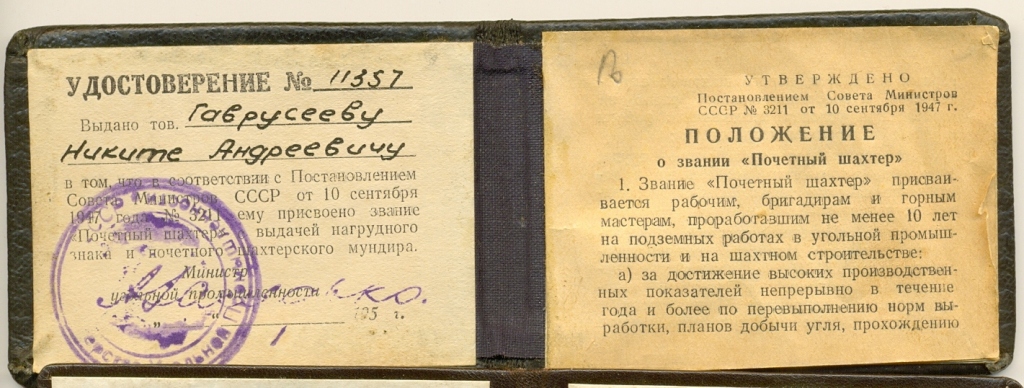 УДОСТОВЕРЕНИЕ № 11357
Выдано тов. Гаврусееву
Никите Андреевичу
в том, что в соответствии с Постановлением
Совета Министров СССР от 10 сентября
1947 года № 3211 ему присвоено звание
«Почетный шахтер» с выдачей нагрудного
знака и почетного шахтерского мундира.
Министр
угольной промышленности
195 г.
В
УТВЕРЖДЕНО
Постановлением Совета Министров
СССР № 3211 от 10 сентября 1947 г.
ПОЛОЖЕНИЕ
о звании «Почетный шахтер»
1. Звание «Почетный шахтер» присваи-
вается рабочим, бригадирам и горным
мастерам, проработавшим не менее 10 лет
на подземных работах в угольной промыш-
ленности и на шахтном строительстве:
а) за достижение высоких производствен-
ных показателей непрерывно в течение
года и более по перевыполнению норм вы-
работки, планов добычи угля, прохождению